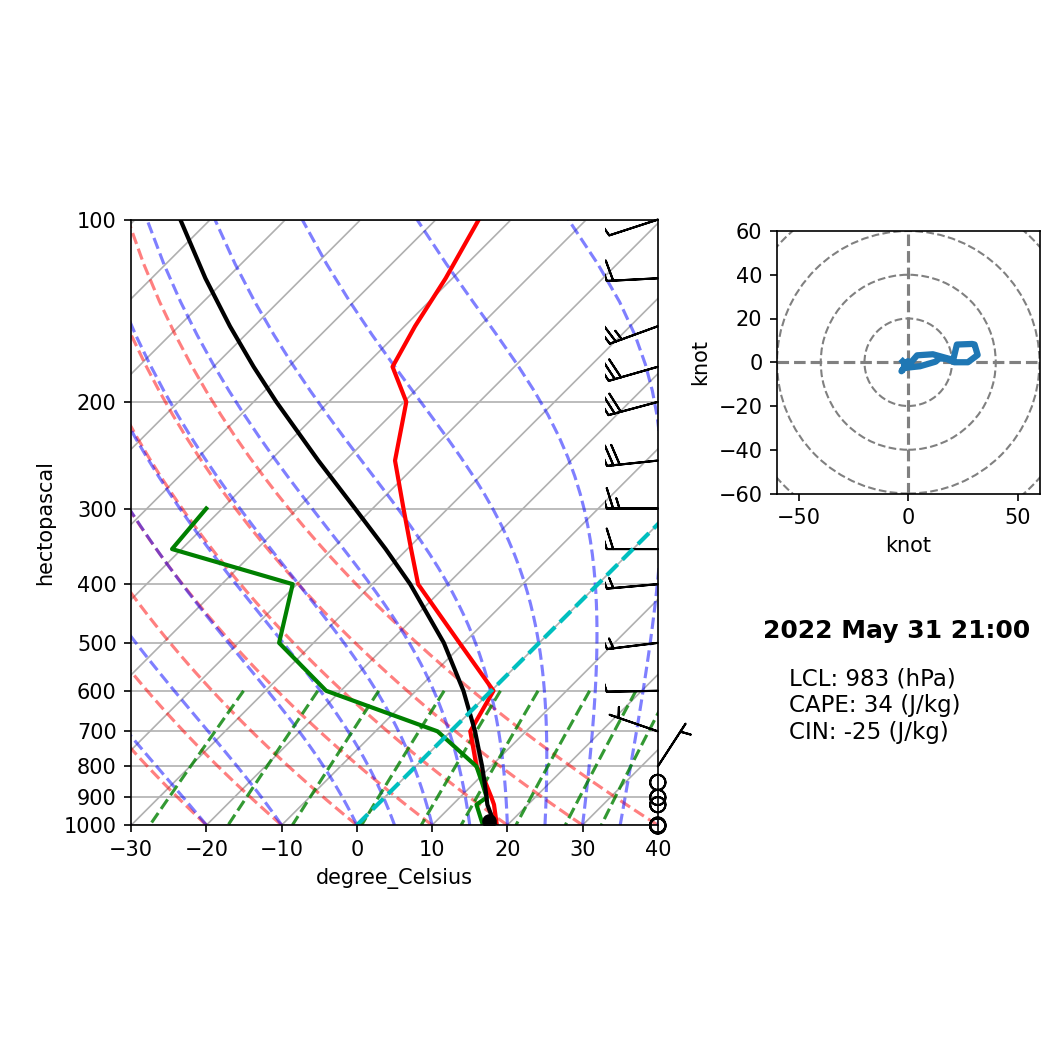 100
200
300
400
500
600
700
800
900
1000
hectopascal
−30 −20 −10 0 10 20 30 40
degree_Celsius
60
40
20
0
−20
−40
−60
knot
−50 0 50
knot
2022 May 31 21:00
LCL: 983 (hPa)
CAPE: 34 (J/kg)
CIN: -25 (J/kg)